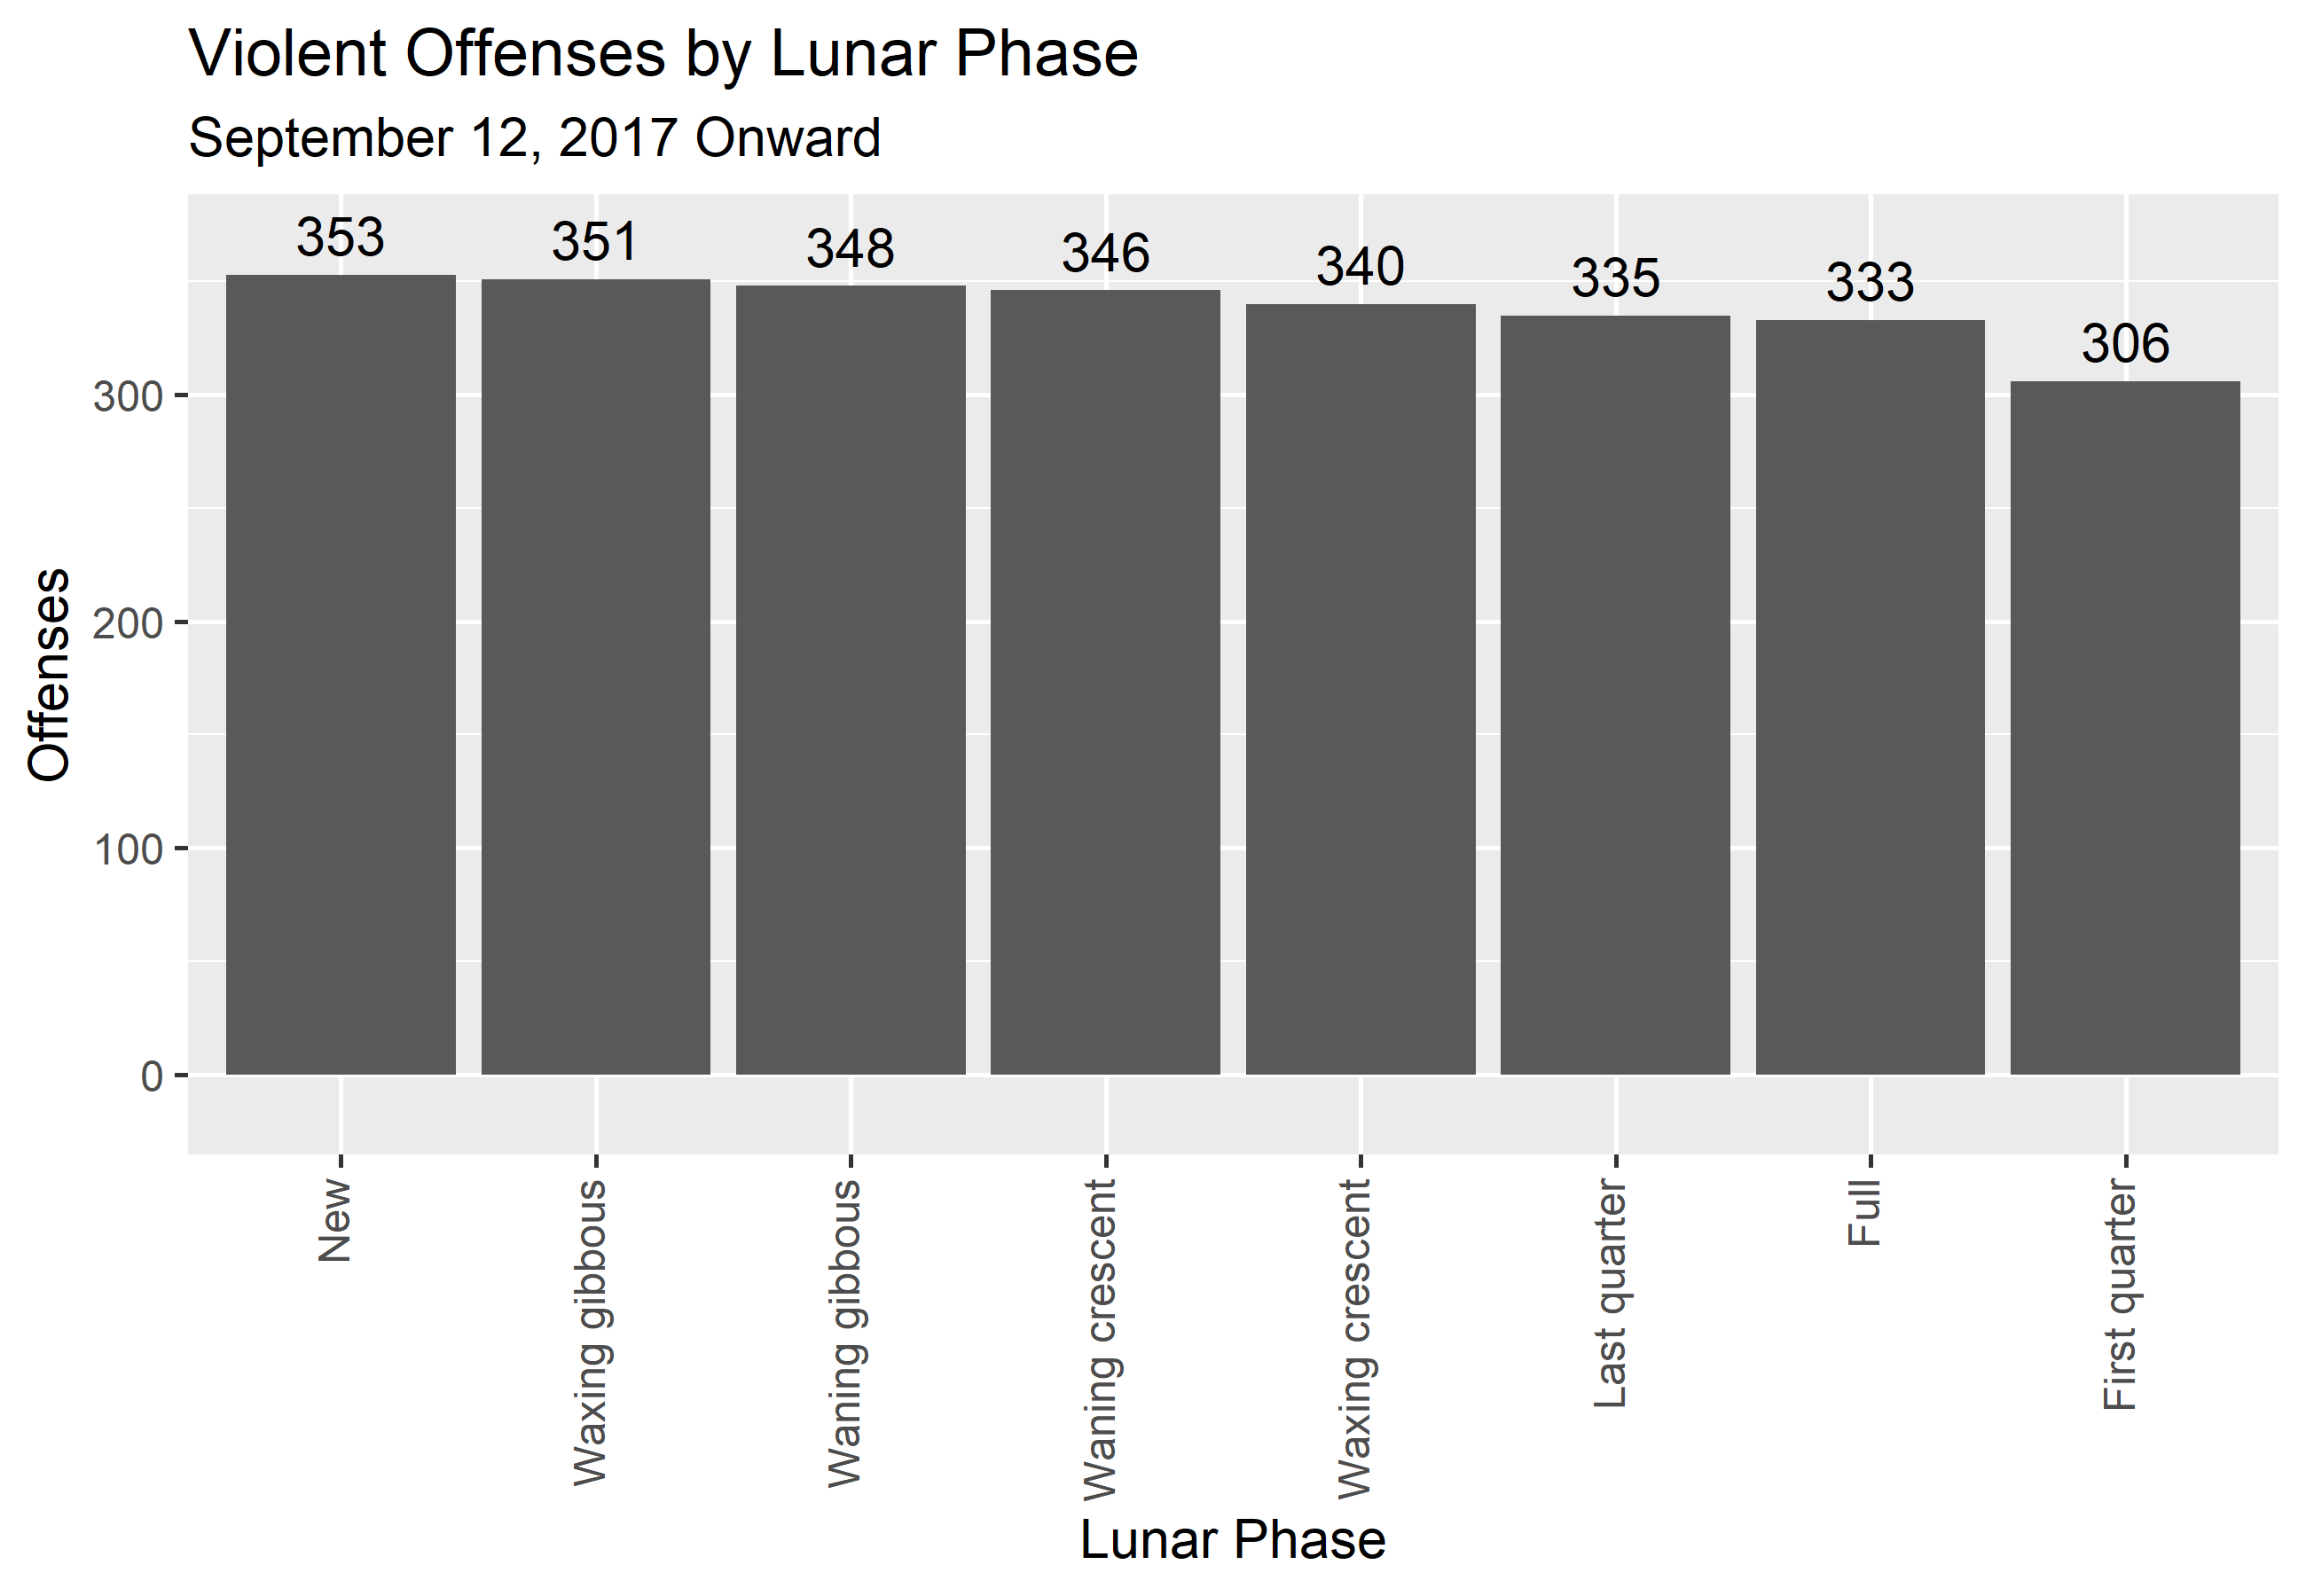 Violent Offenses by Lunar Phase
September 12, 2017 Onward
353
351
348
346
340
335
333
306
Offenses
300
200
100
0
New
Waxing gibbous
Waning gibbous
Waning crescent
Waxing crescent
Last quarter
Full
First quarter
Lunar Phase